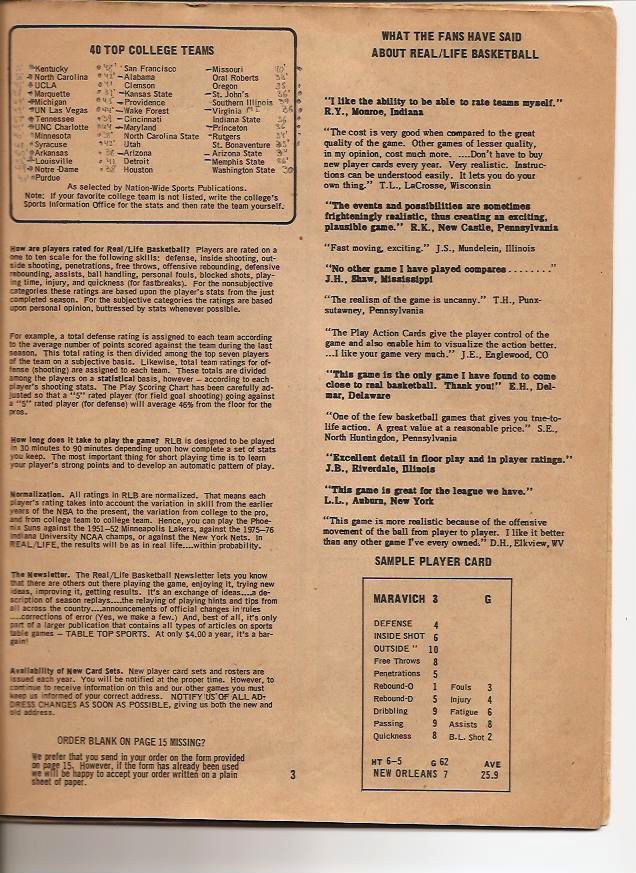 40 TOP COLLEGE TEAMS
Kentucky San Francisco Missouri
North Carolina Alabama Oral Roberts
UCLA Clemson Oregon
Marquette Kansas State St. John's
Michigan Providence Southern Illinois
UN Las Vegas Wake Forest Virginia
Tennessee Cincinnati Indiana State
UNC Charlotte Maryland Princeton
Minnesota North Carolina State Rutgers
Syracuse Utah St. Bonaventure
Arkansas Arizona Arizona State
Louisville Detroit Memphis State
Notre Dame Houston Washington State
Purdue
As selected by Nation-Wide Sports Publications.
Note: If your favorite college team is not listed, write the college's
Sports Information Office for the stats and then rate the team yourself.
How are players rated for Real/Life Basketball? Players are rated on a
one to ten scale for the following skills: defense, inside shooting, out-
side shooting, penetrations, free throws, offensive rebounding, defensive
rebounding, assists, ball handling, personal fouls, blocked shots, play-
ing time, injury, and quickness (for fastbreaks). For the nonsubjective
categories these ratings are based upon the player's stats from the just
completed season. For the subjective categories the ratings are based
upon personal opinion, buttressed by stats whenever possible.
For example, a total defense rating is assigned to each team according
to the average number of points scored against the team during the last
season. This total rating is then divided among the top seven players
of the team on a subjective basis. Likewise, total team ratings for of-
fense (shooting) are assigned to each team. These totals are divided
among the players on a statistical basis, however — according to each
player's shooting stats. The Play Scoring Chart has been carefully ad-
justed so that a "5" rated player (for field goal shooting) going against
a "5" rated player (for defense) will average 46% from the floor for the
pros.
How long does it take to play the game? RLB is designed to be played
in 30 minutes to 90 minutes depending upon how complete a set of stats
you keep. The most important thing for short playing time is to learn
your player's strong points and to develop an automatic pattern of play.
Normalization. All ratings in RLB are normalized. That means each
player's rating takes into account the variation in skill from the earlier
years of the NBA to the present, the variation from college to the pro,
and from college team to college team. Hence, you can play the Phoe-
nix Suns against the 1951-52 Minneapolis Lakers, against the 1975-76
Indiana University NCAA champs, or against the New York Nets. In
REAL/LIFE, the results will be as in real life....within probability.
The Newsletter. The Real/Life Basketball Newsletter lets you know
that there are others out there playing the game, enjoying it, trying new
ideas, improving it, getting results. It's an exchange of ideas....a de-
scription of season replays....the relaying of playing hints and tips from
all across the country....announcements of official changes in rules
....corrections of error (Yes, we make a few.) And, best of all, it's only
part of a larger publication that contains all types of articles on sports
table games — TABLE TOP SPORTS. At only $4.00 a year, it's a bar-
gain!
Availability of New Card Sets. New player card sets and rosters are
issued each year. You will be notified at the proper time. However, to
continue to receive information on this and our other games you must
keep us informed of your correct address. NOTIFY US OF ALL AD-
DRESS CHANGES AS SOON AS POSSIBLE, giving us both the new and
old address.
ORDER BLANK ON PAGE 15 MISSING?
We prefer that you send in your order on the form provided
on page 15. However, if the form has already been used
we will be happy to accept your order written on a plain
sheet of paper.
3
WHAT THE FANS HAVE SAID
ABOUT REAL/LIFE BASKETBALL
"I like the ability to be able to rate teams myself."
R.Y., Monroe, Indiana
"The cost is very good when compared to the great
quality of the game. Other games of lesser quality,
in my opinion, cost much more. ....Don't have to buy
new player cards every year. Very realistic. Instruc-
tions can be understood easily. It lets you do your
own thing." T.L., LaCrosse, Wisconsin
"The events and possibilities are sometimes
frighteningly realistic, thus creating an exciting,
plausible game." R.K., New Castle, Pennsylvania
"Fast moving, exciting." J.S., Mundelein, Illinois
"No other game I have played compares ........"
J.H., Shaw, Mississippi
"The realism of the game is uncanny." T.H., Punx-
sutawney, Pennsylvania
"The Play Action Cards give the player control of the
game and also enable him to visualize the action better.
...I like your game very much." J.E., Englewood, CO
"This game is the only game I have found to come
close to real basketball. Thank you!" E.H., Del-
mar, Delaware
"One of the few basketball games that gives you true-to-
life action. A great value at a reasonable price." S.E.,
North Huntingdon, Pennsylvania
"Excellent detail in floor play and in player ratings."
J.B., Riverdale, Illinois
"This game is great for the league we have."
L.L., Auburn, New York
"This game is more realistic because of the offensive
movement of the ball from player to player. I like it better
than any other game I've every owned." D.H., Elkview, WV
SAMPLE PLAYER CARD
MARAVICH 3 G
DEFENSE 4
INSIDE SHOT 6
OUTSIDE " 10
Free Throws 8
Penetrations 5
Rebound-O 1 Fouls 3
Rebound-D 5 Injury 4
Dribbling 9 Fatigue 6
Passing 9 Assists 8
Quickness 8 B.L. Shot 2
HT 6-5 G 62 AVE
NEW ORLEANS 7 25.9